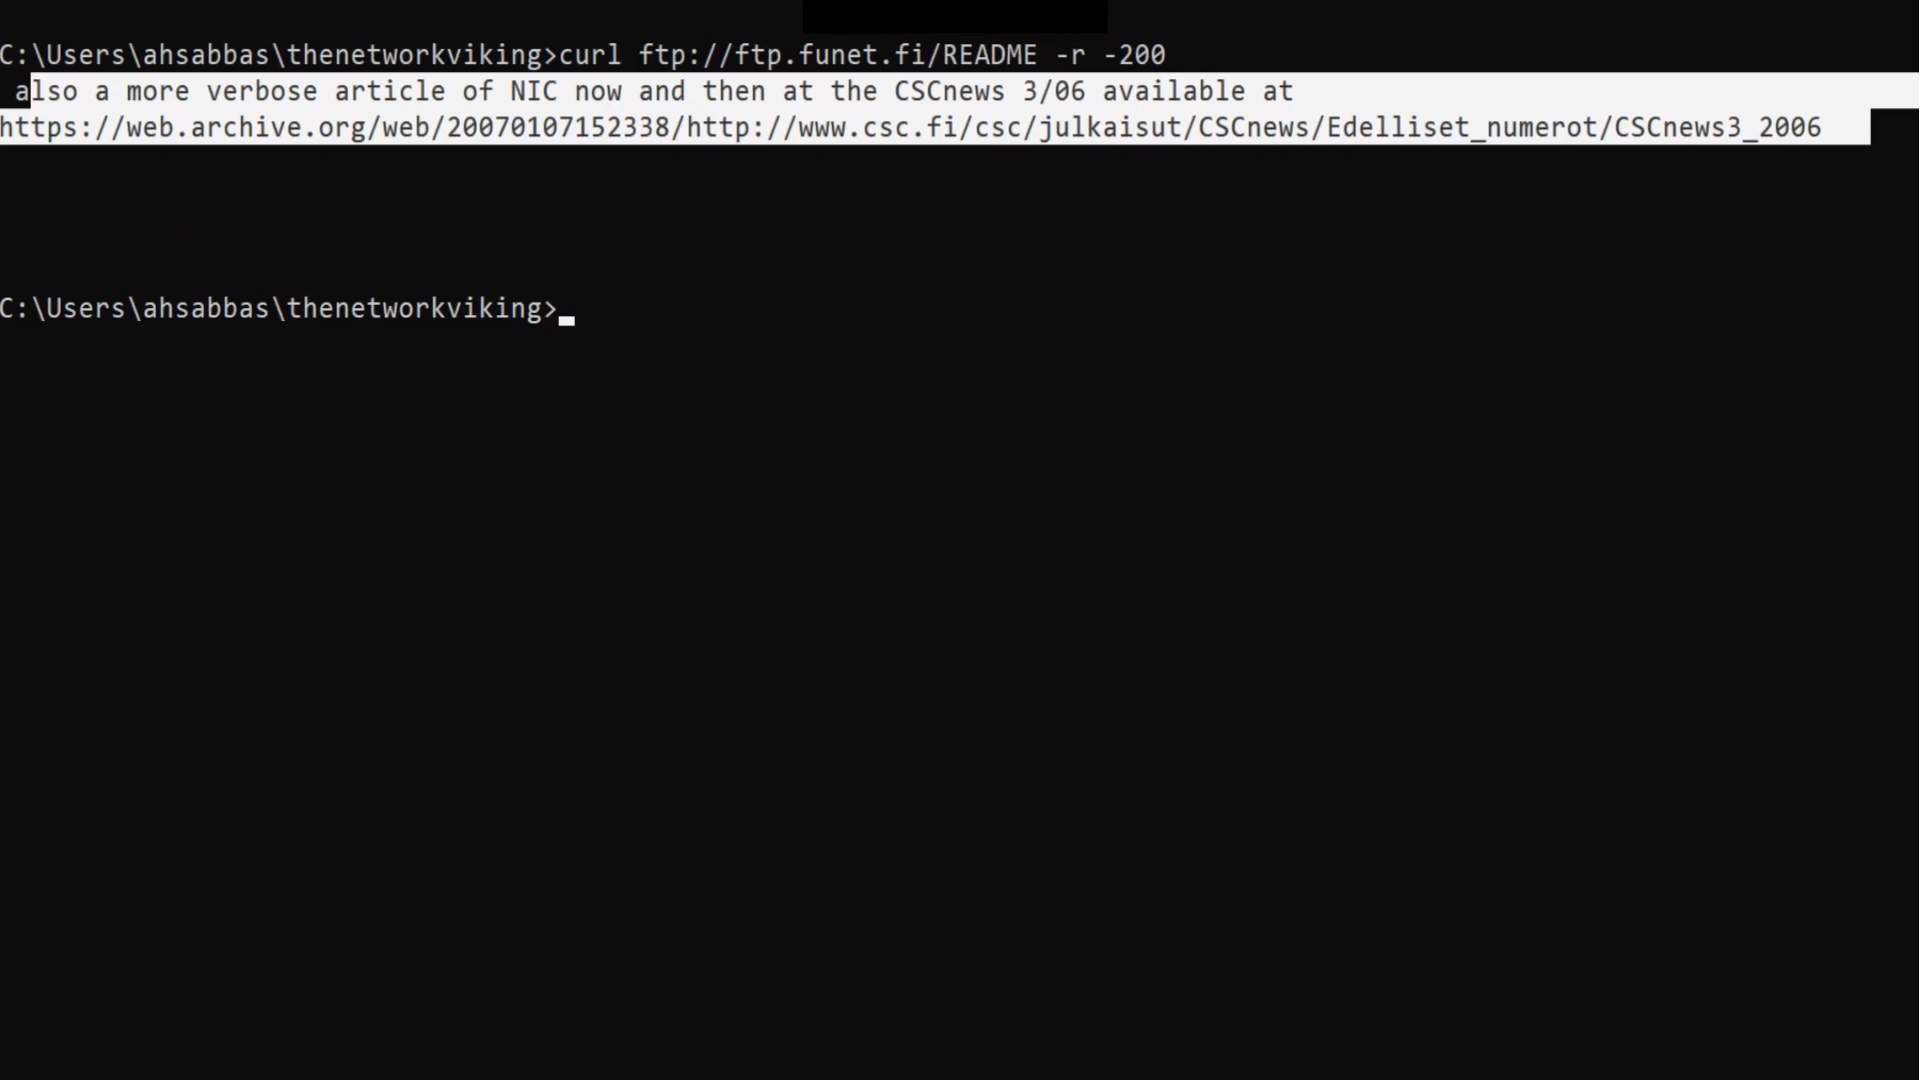 C:\Users\ahsabbas\thenetworkviking>curl ftp://ftp.funet.fi/README -r -200
also a more verbose article of NIC now and then at the CSCnews 3/06 available at
https://web.archive.org/web/20070107152338/http://www.csc.fi/csc/julkaisut/CSCnews/Edelliset_numerot/CSCnews3_2006
C:\Users\ahsabbas\thenetworkviking>